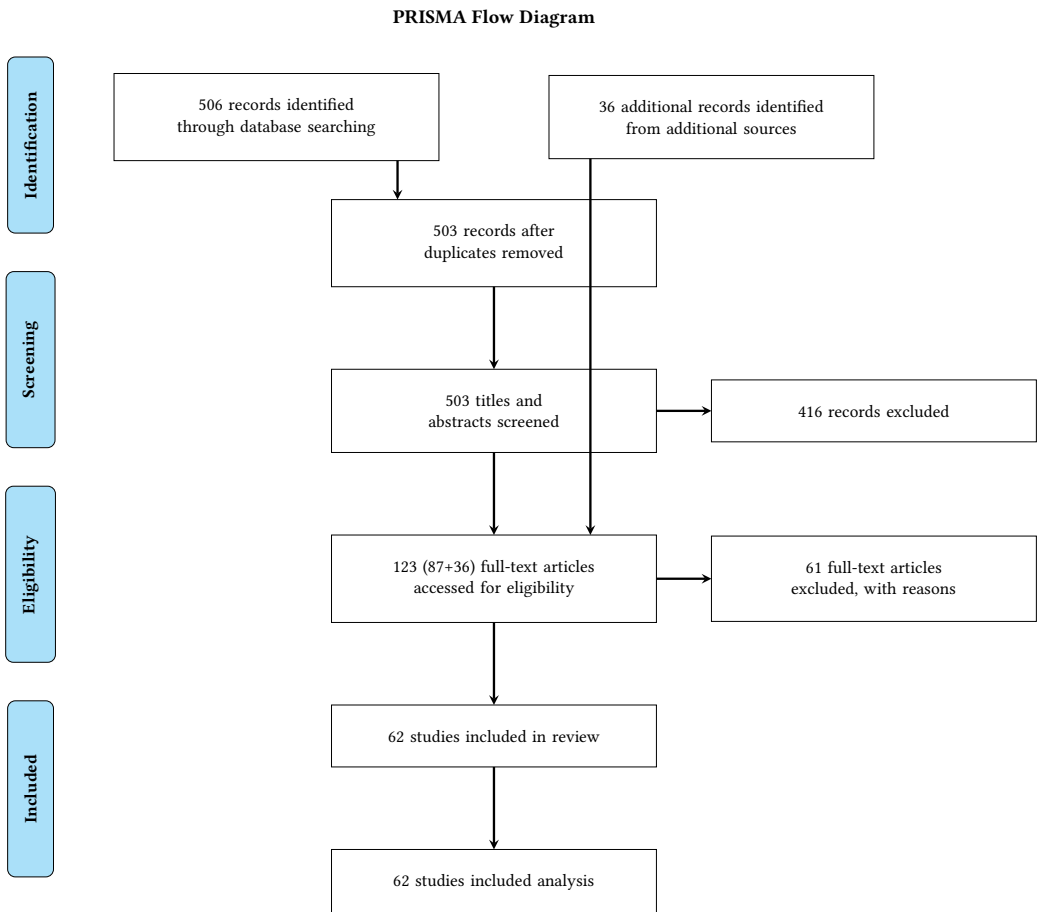 PRISMA Flow Diagram
Identification
506 records identified
through database searching
36 additional records identified
from additional sources
503 records after
duplicates removed
Screening
503 titles and
abstracts screened
416 records excluded
Eligibility
123 (87+36) full-text articles
accessed for eligibility
61 full-text articles
excluded, with reasons
Included
62 studies included in review
62 studies included analysis